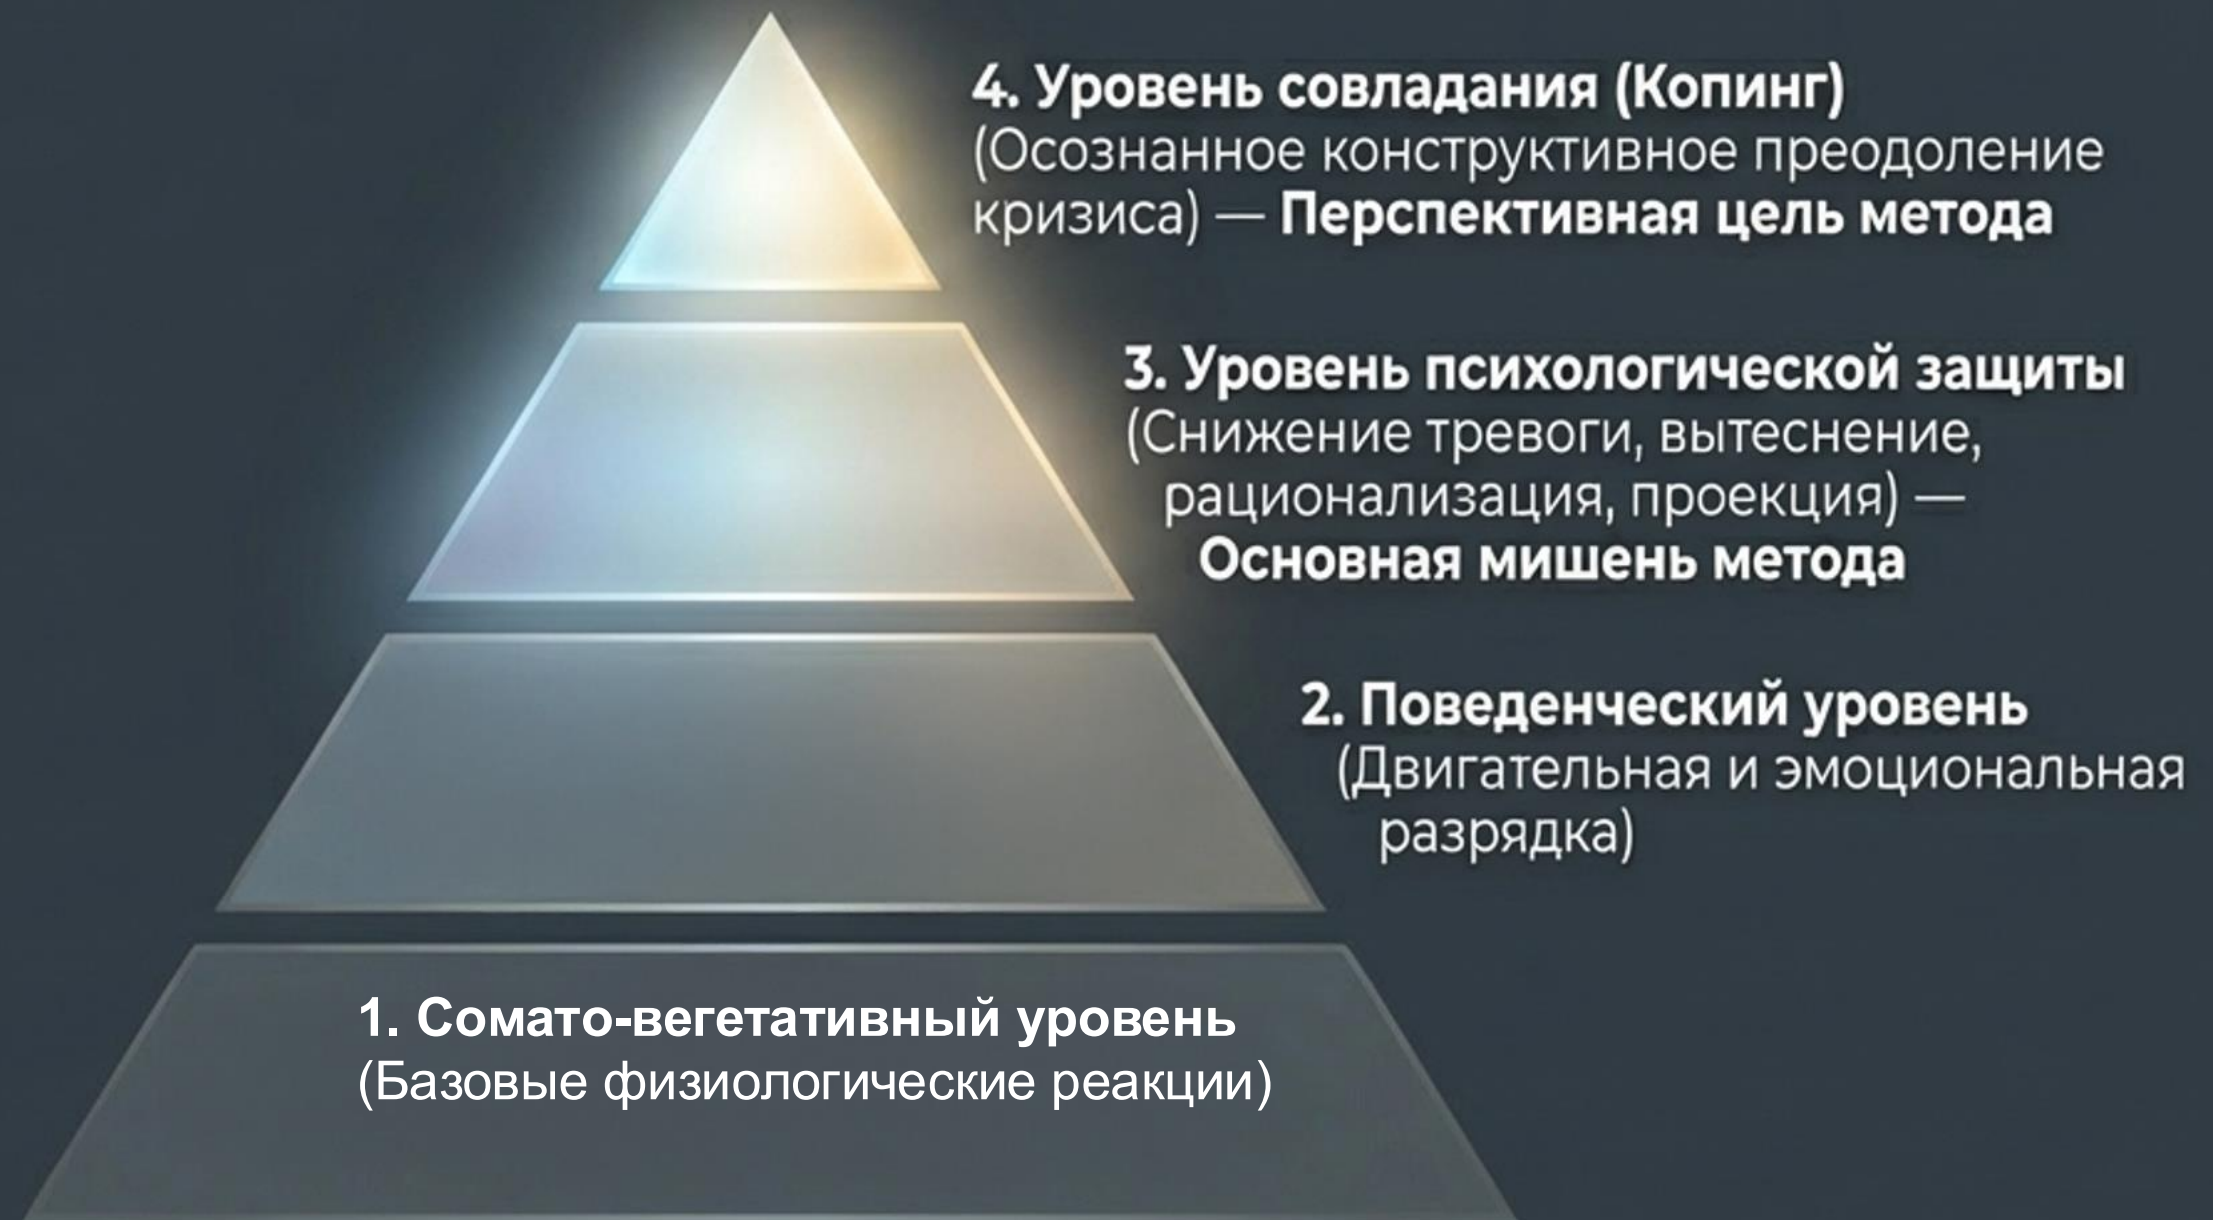 4. Уровень совладания (Копинг)
(Осознанное конструктивное преодоление
кризиса) — Перспективная цель метода
3. Уровень психологической защиты
(Снижение тревоги, вытеснение,
рационализация, проекция) —
Основная мишень метода
2. Поведенческий уровень
(Двигательная и эмоциональная
разрядка)
1. Сомато-вегетативный уровень
(Базовые физиологические реакции)